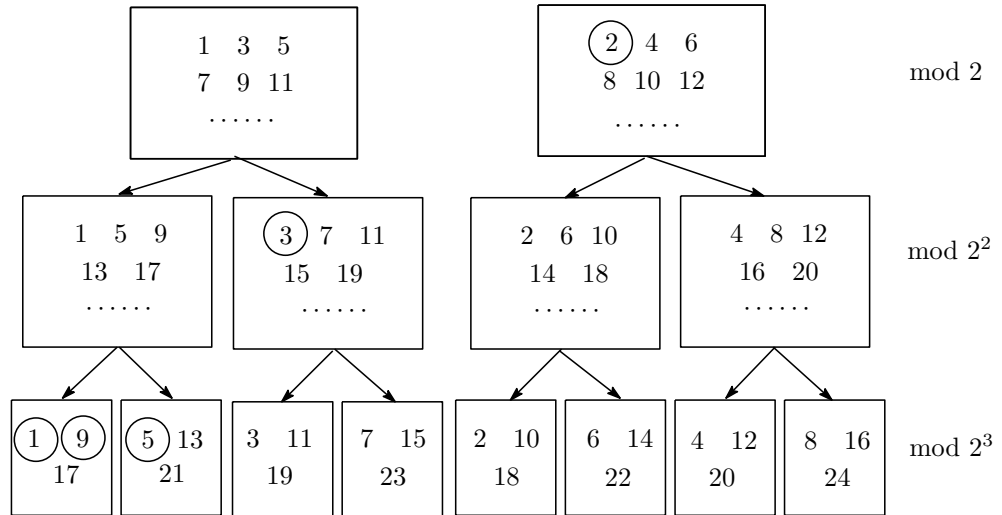 1 3 5
7 9 11
......
2 4 6
8 10 12
......
mod 2
1 5 9
13 17
......
3 7 11
15 19
......
2 6 10
14 18
......
4 8 12
16 20
......
mod 2²
1 9
17
5 13
21
3 11
19
7 15
23
2 10
18
6 14
22
4 12
20
8 16
24
mod 2³